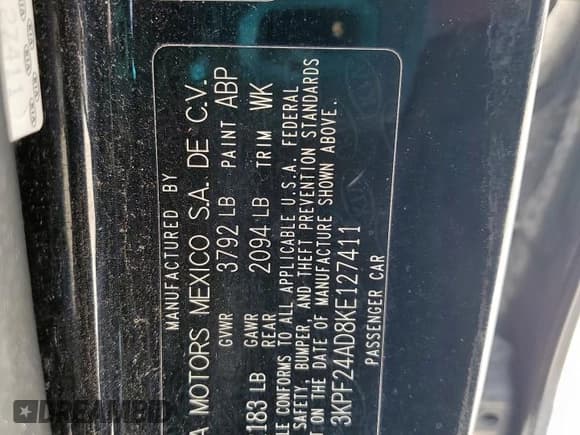 MANUFACTURED BY
A MOTORS MEXICO S.A. DE C.V.
GVWR 3792 LB PAINT ABP
GAWR
183 LB REAR 2094 LB TRIM WK
LE CONFORMS TO ALL APPLICABLE U.S.A. FEDERAL
SAFETY, BUMPER, AND THEFT PREVENTION STANDARDS
ON THE DATE OF MANUFACTURE SHOWN ABOVE.
3KPF24AD8KE127411
PASSENGER CAR
DREAMBID.COM